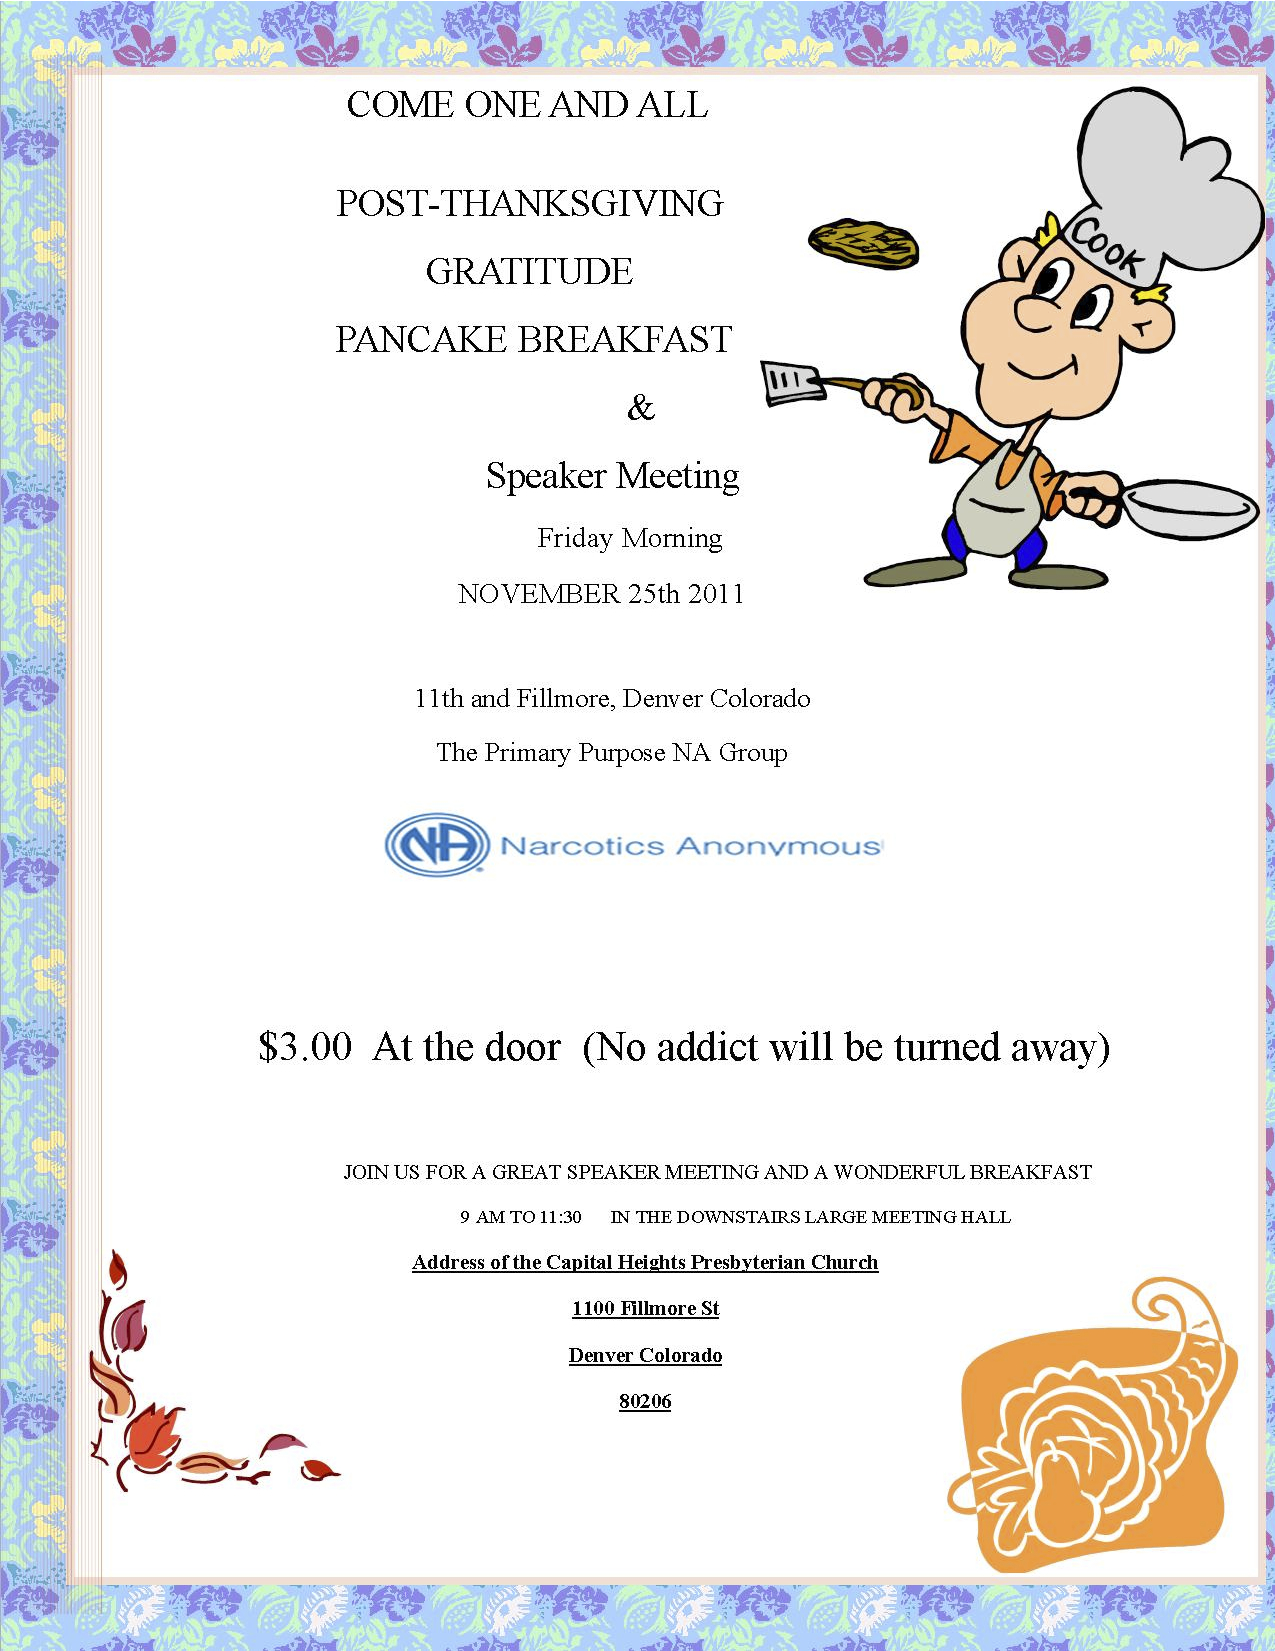 COME ONE AND ALL
POST-THANKSGIVING
GRATITUDE
PANCAKE BREAKFAST
&
Speaker Meeting
Friday Morning
NOVEMBER 25th 2011
Cook
11th and Fillmore, Denver Colorado
The Primary Purpose NA Group
NA Narcotics Anonymous
$3.00 At the door (No addict will be turned away)
JOIN US FOR A GREAT SPEAKER MEETING AND A WONDERFUL BREAKFAST
9 AM TO 11:30 IN THE DOWNSTAIRS LARGE MEETING HALL
Address of the Capital Heights Presbyterian Church
1100 Fillmore St
Denver Colorado
80206